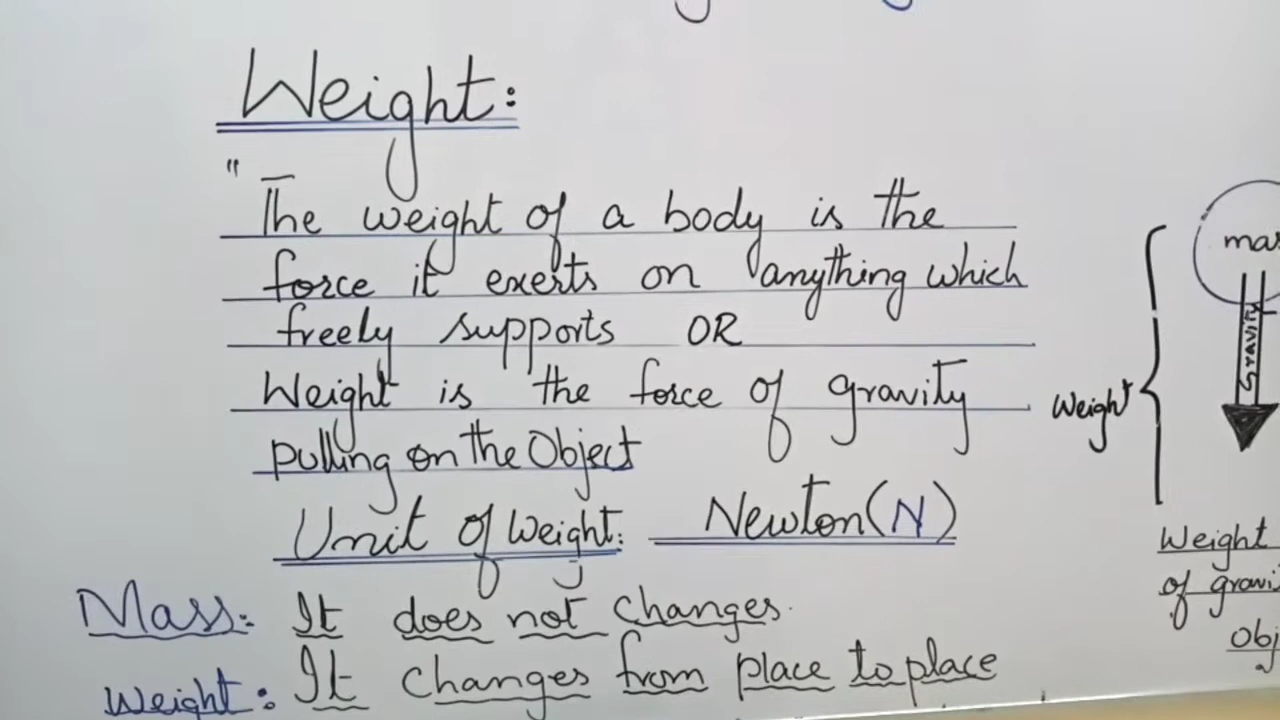 Weight:
"The weight of a body is the
force it exerts on anything which
freely supports OR
Weight is the force of gravity
pulling on the Object
Unit of Weight: Newton(N)
Mass: It does not changes.
Weight: It changes from place to place
Weight
Gravity
Weight
of